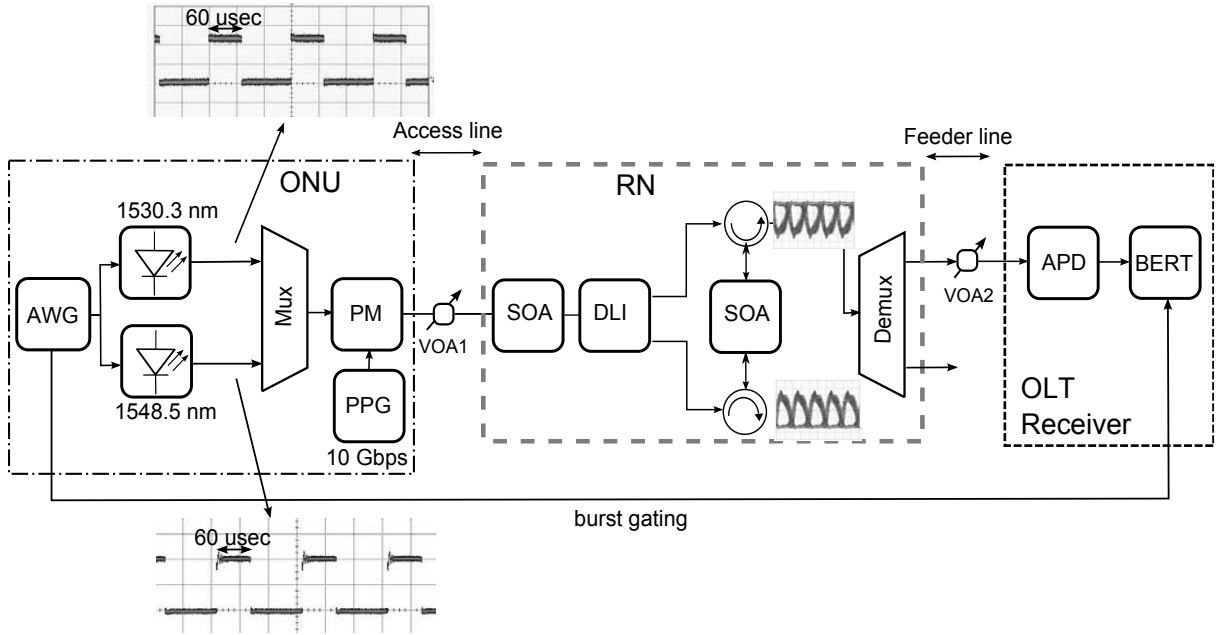 60 usec
Access line
Feeder line
ONU
RN
1530.3 nm
AWG
Mux
PM
VOA1
SOA
DLI
SOA
Demux
VOA2
APD
BERT
1548.5 nm
PPG
10 Gbps
OLT
Receiver
burst gating
60 usec